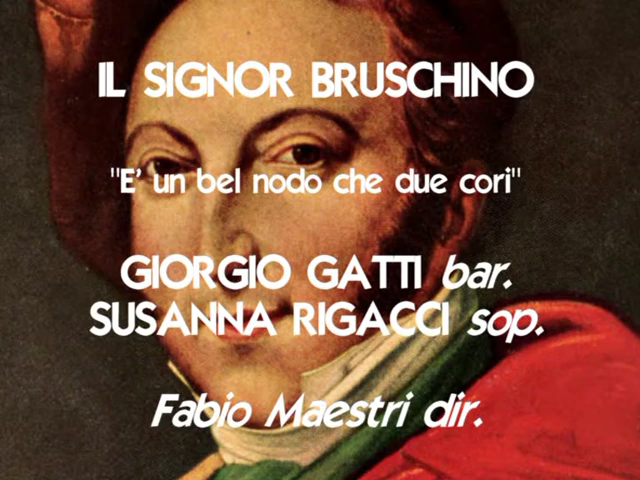 IL SIGNOR BRUSCHINO
"E' un bel nodo che due cori"
GIORGIO GATTI bar.
SUSANNA RIGACCI sop.
Fabio Maestri dir.